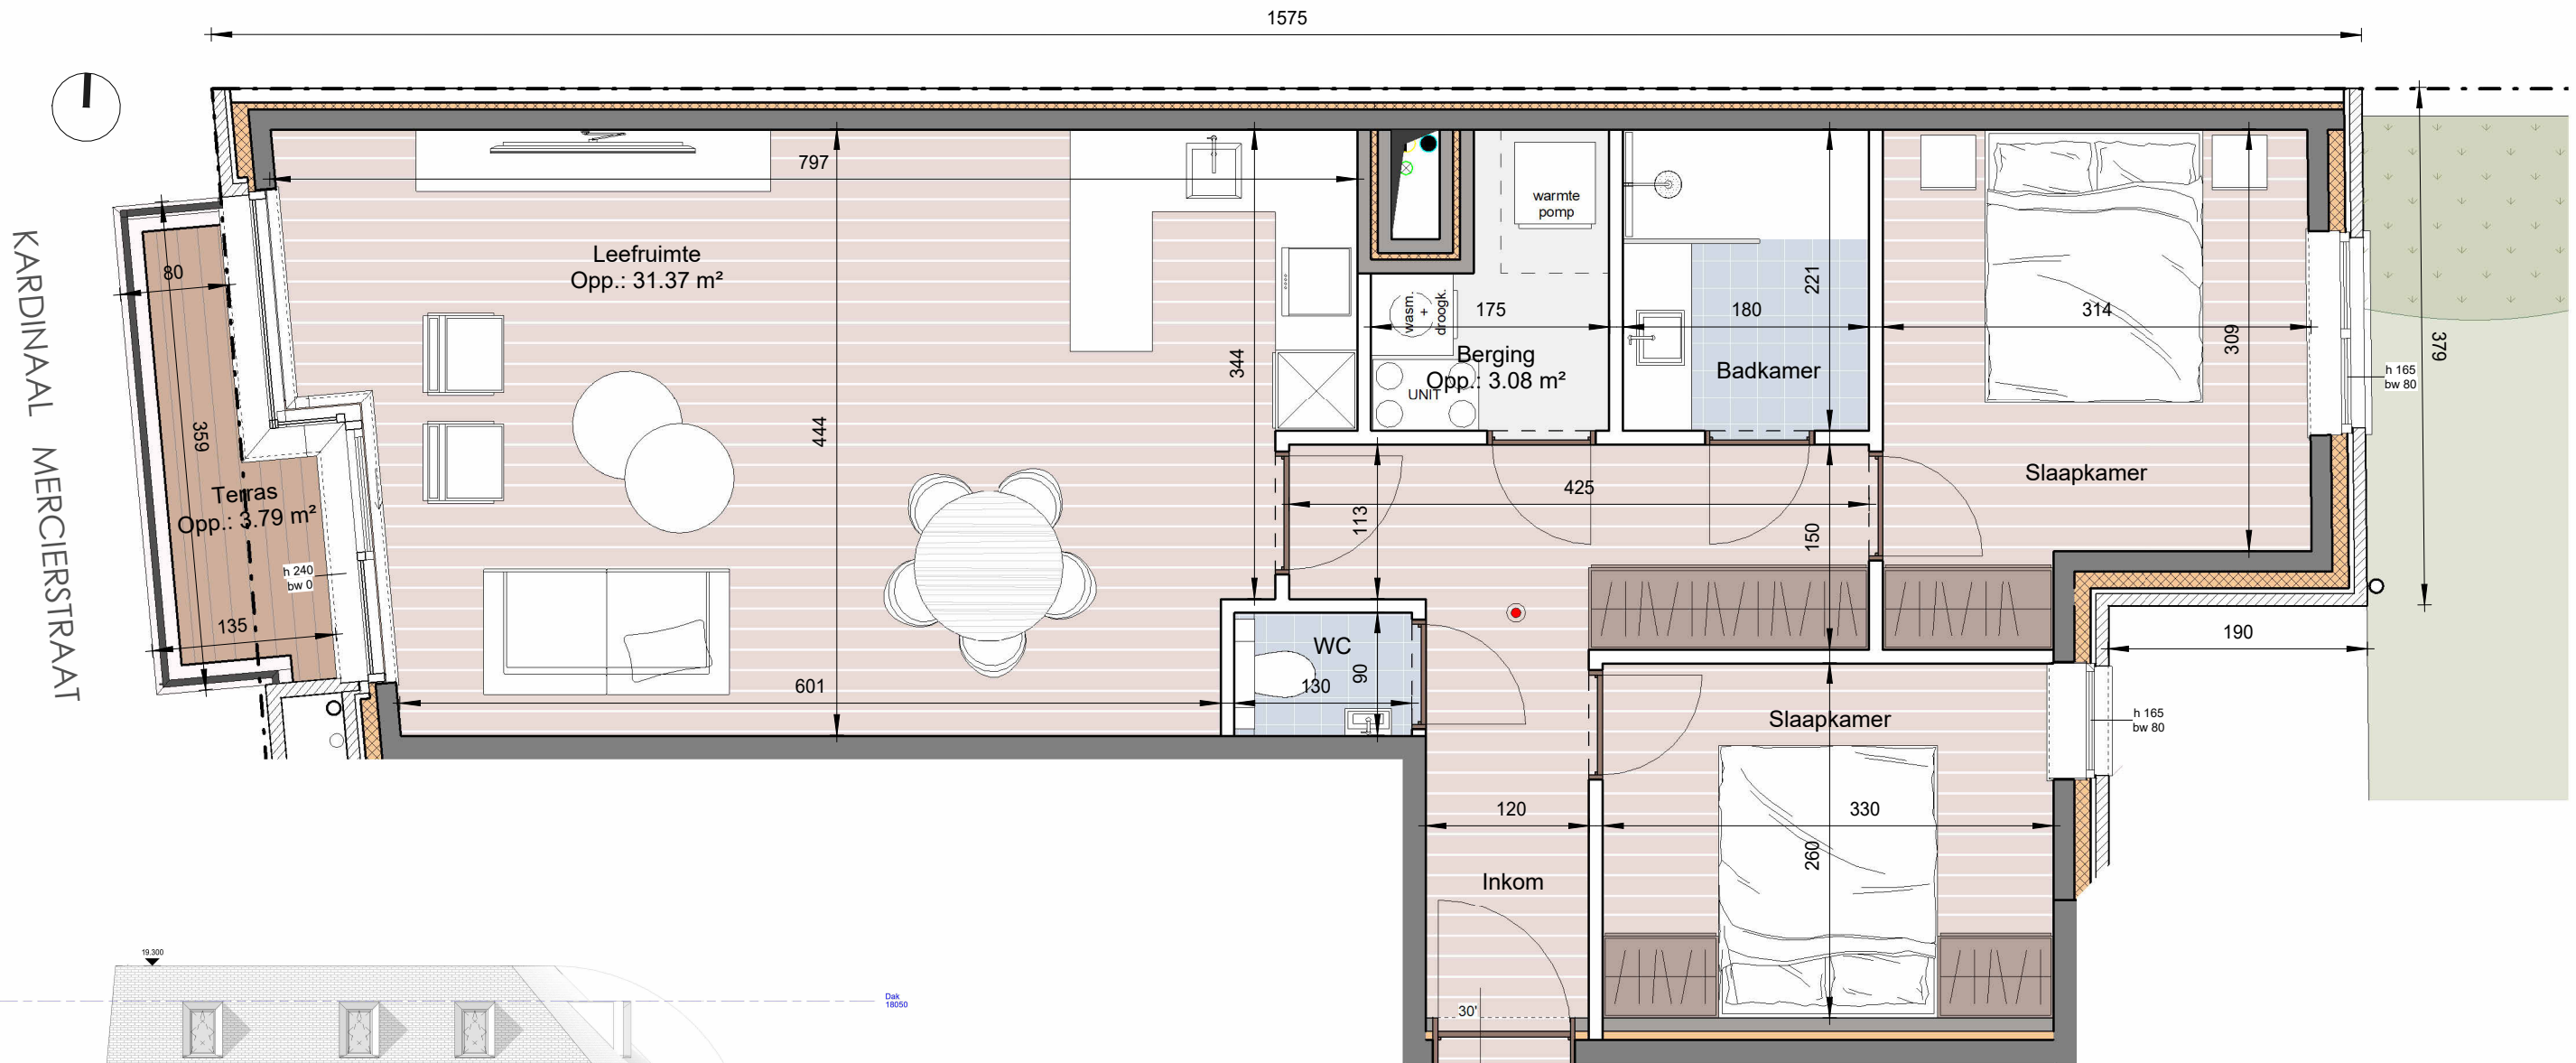 1575
797
Leefruimte
Opp.: 31.37 m²
80
359
Terras
Opp.: 3.79 m²
h 240
bw 0
135
KARDINAAL MERCIERSTRAAT
444
344
601
warmte
pomp
wasm.
+
droogk.
175
Berging
Opp.: 3.08 m²
UNIT
221
180
Badkamer
314
309
Slaapkamer
h 165
bw 80
379
190
425
113
150
WC
130
90
Slaapkamer
h 165
bw 80
120
330
260
Inkom
30'
19.300
Dak
18050